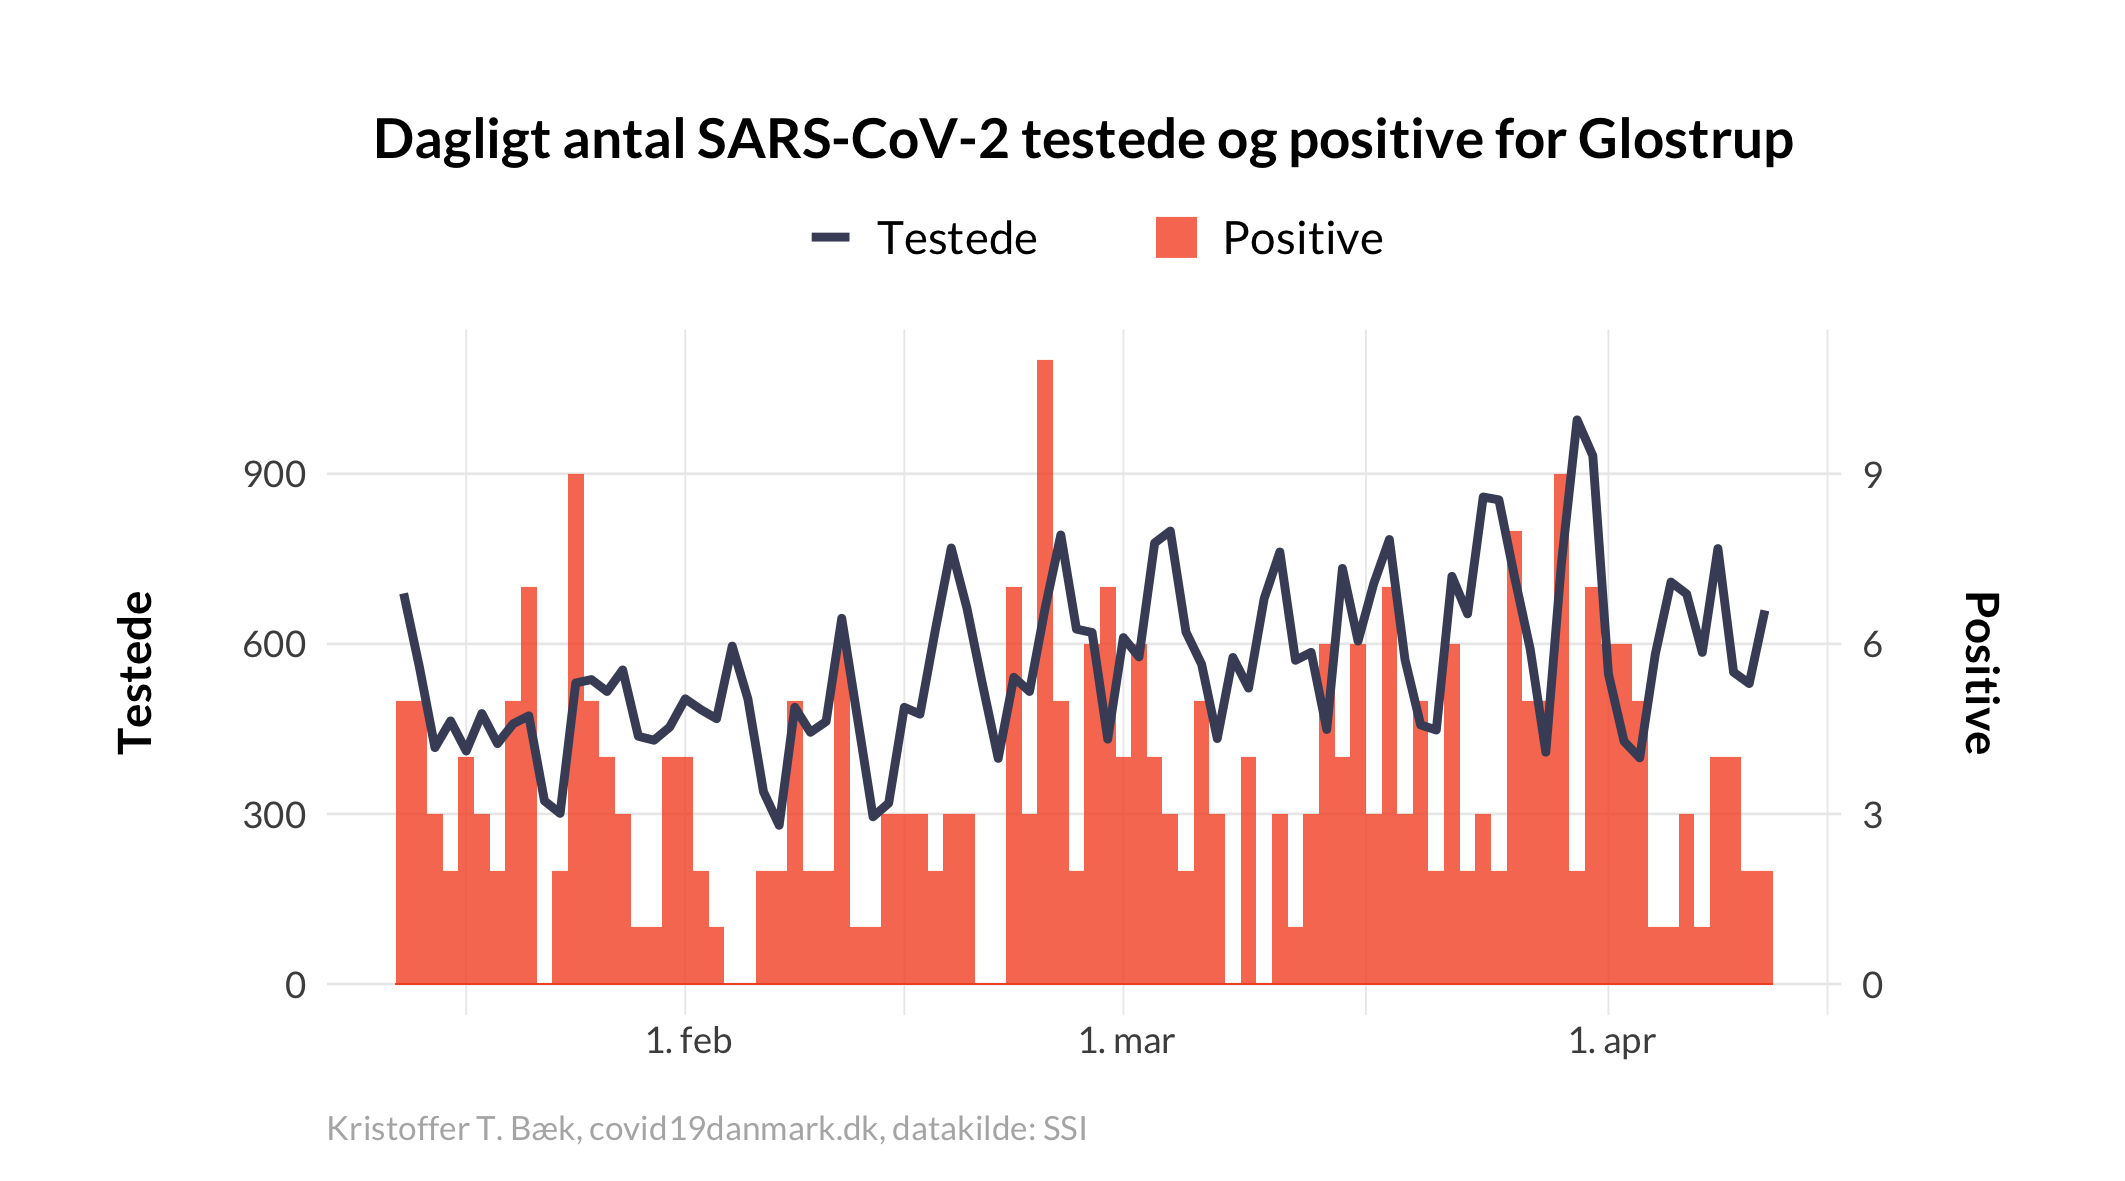 Dagligt antal SARS-CoV-2 testede og positive for Glostrup
Testede Positive
900 9
600 6
300 3
0 0
Testede
Positive
1. feb 1. mar 1. apr
Kristoffer T. Bæk, covid19danmark.dk, datakilde: SSI